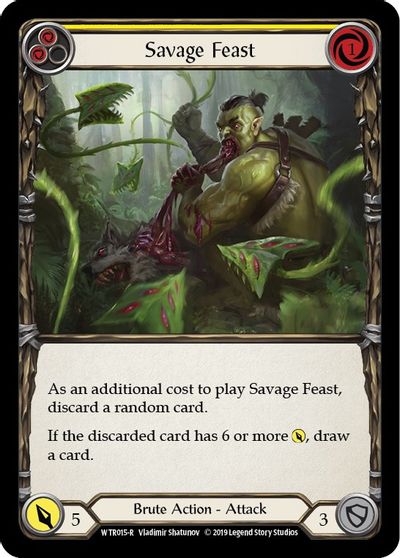 Savage Feast
1
As an additional cost to play Savage Feast,
discard a random card.
If the discarded card has 6 or more , draw
a card.
5
Brute Action - Attack
3
WTR015-R Vladimir Shatunov © 2019 Legend Story Studios